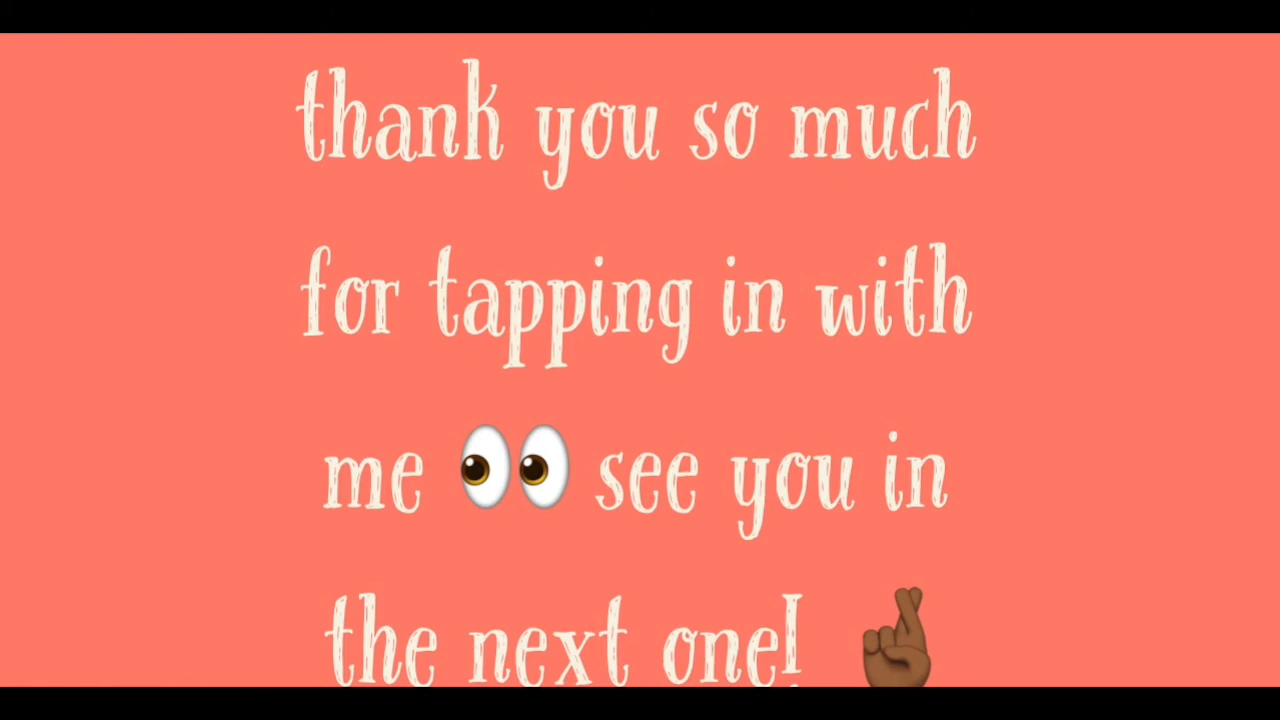 thank you so much
for tapping in with
me 👀 see you in
the next one! 🤞🏾